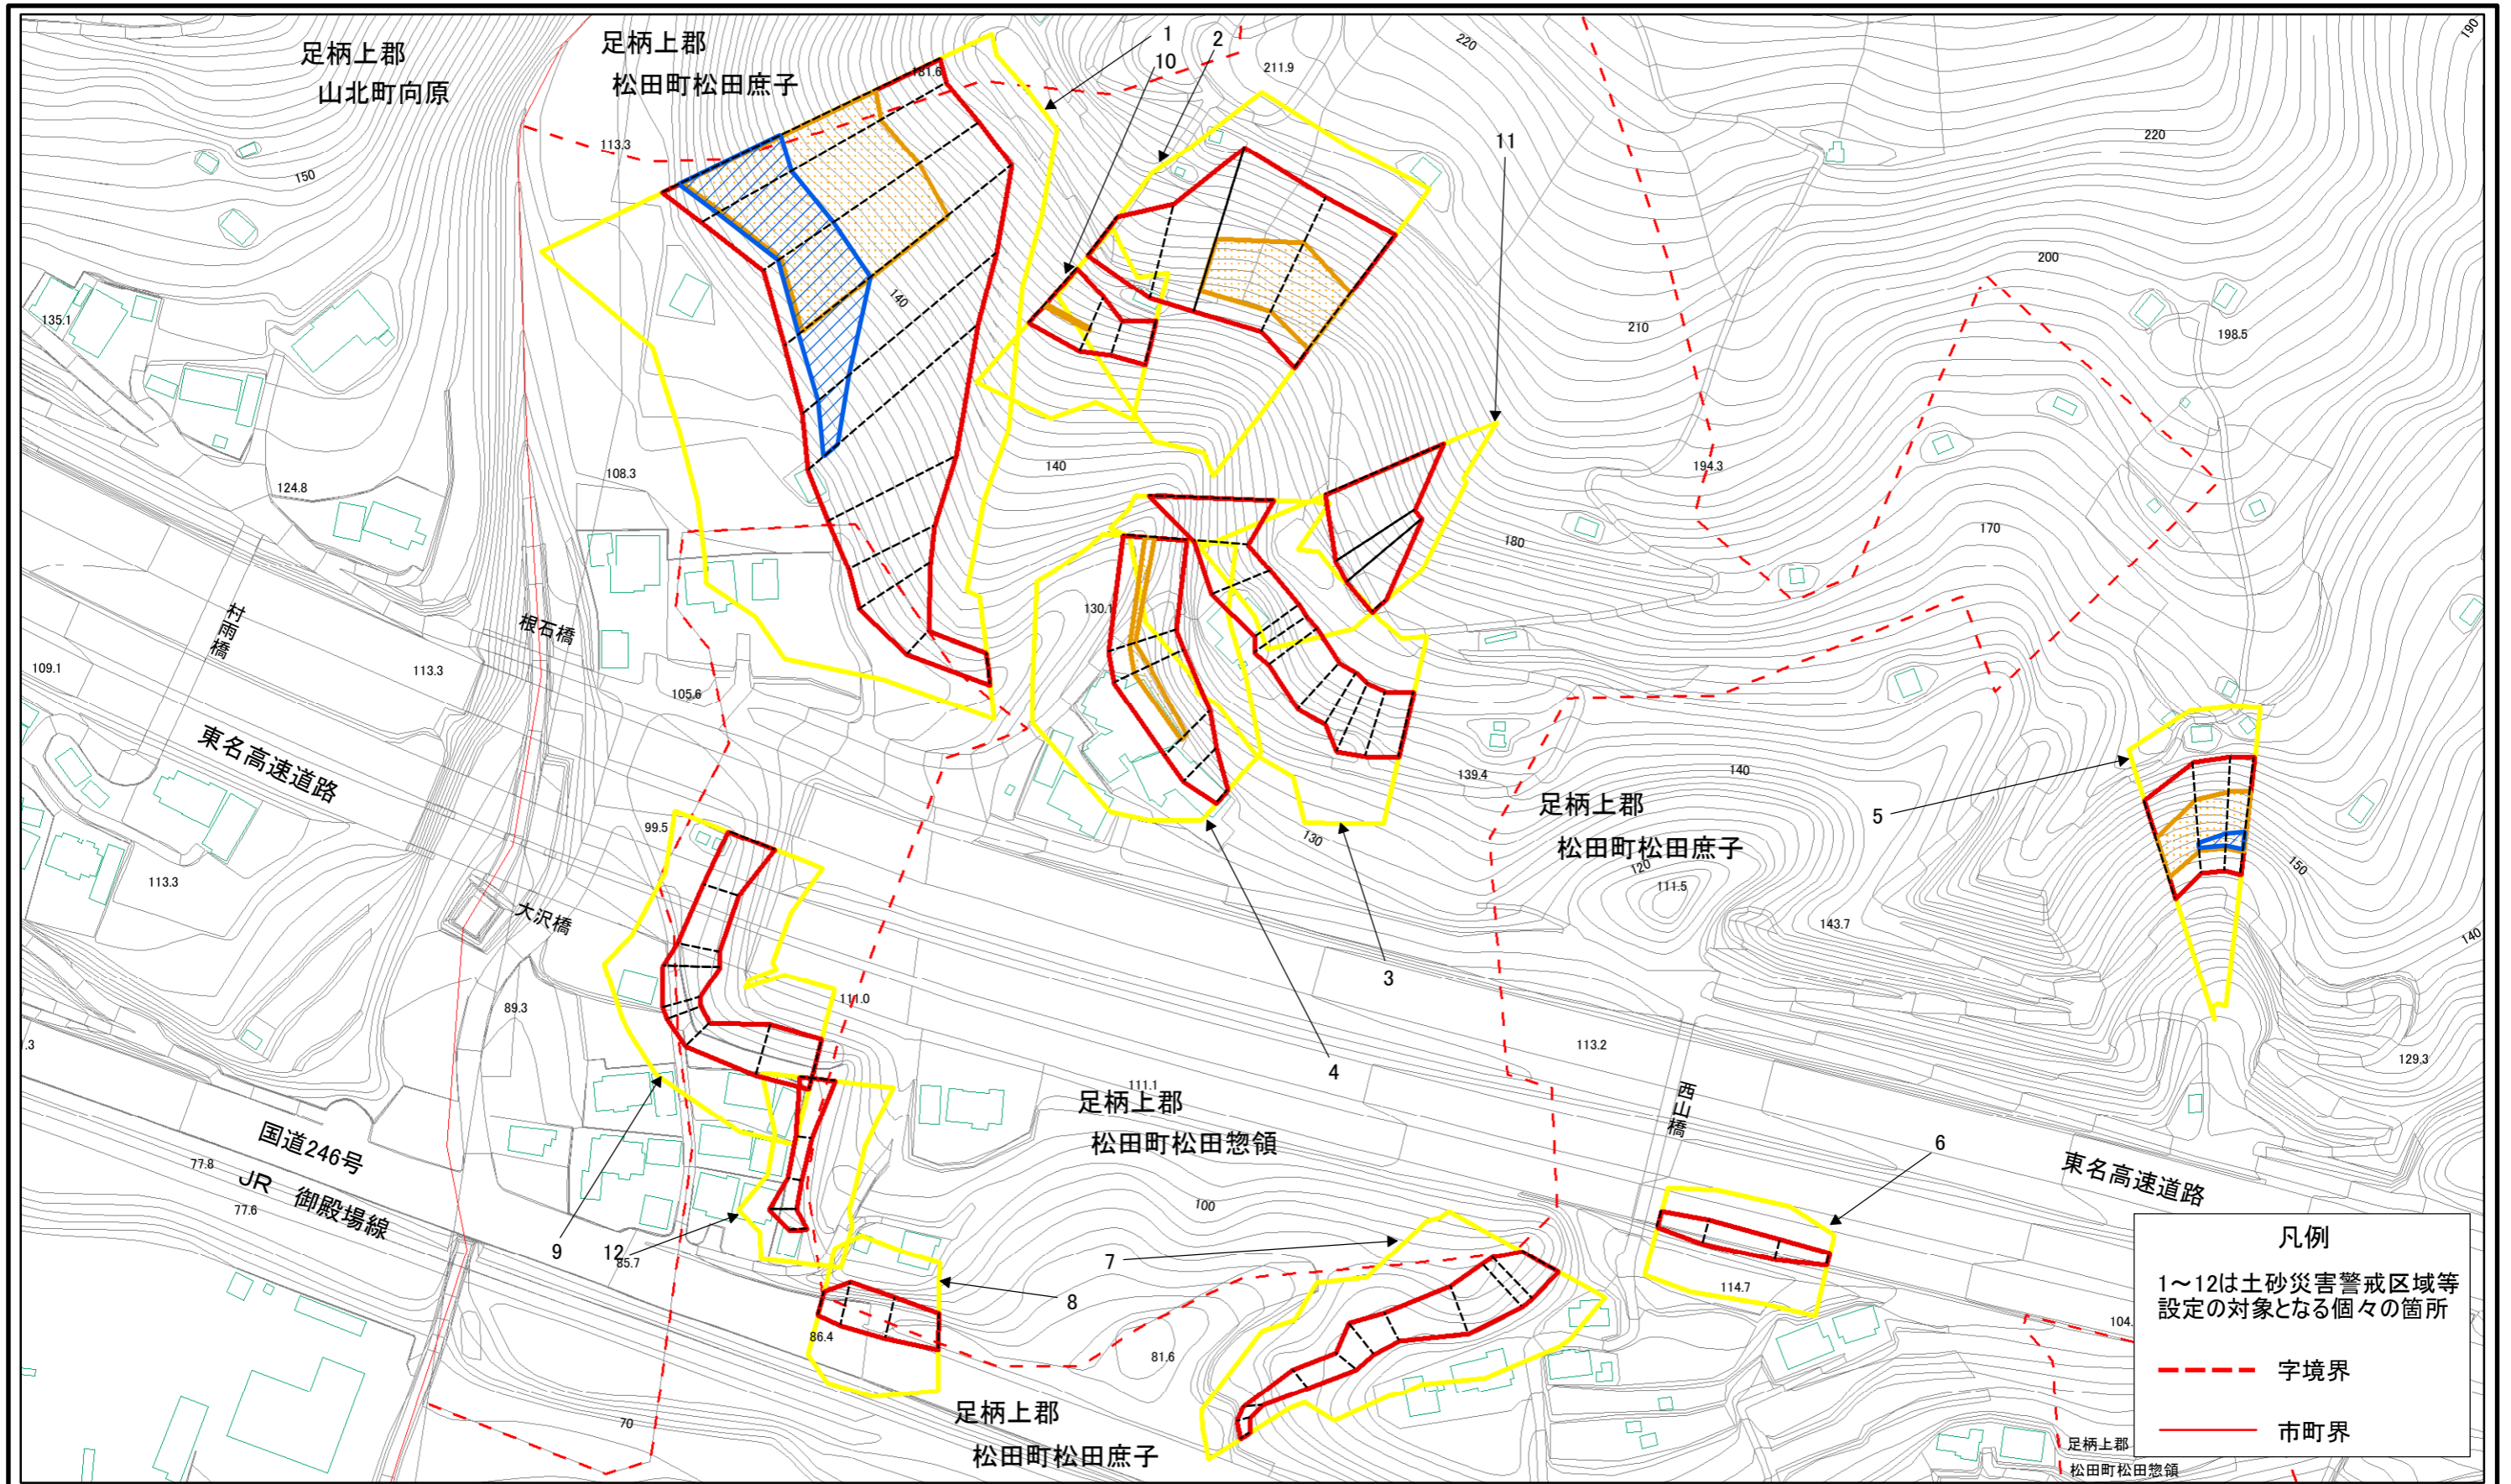 足柄上郡
山北町向原
足柄上郡
松田町松田庶子
1
10
2
11
220
211.9
190
181.6
220
113.3
150
200
140
210
198.5
135.1
140
194.3
108.3
124.8
170
180
130.1
村雨橋
根石橋
109.1
113.3
105.6
東名高速道路
139.4
140
足柄上郡
松田町松田庶子
5
99.5
130
120
150
113.3
111.5
大沢橋
143.7
140
3
111.0
89.3
.3
113.2
129.3
4
111.1
足柄上郡
松田町松田惣領
西山橋
国道246号
77.8
JR 御殿場線
77.6
6
東名高速道路
100
9
12
85.7
7
8
114.7
86.4
81.6
104.
70
足柄上郡
松田町松田庶子
凡例
1～12は土砂災害警戒区域等
設定の対象となる個々の箇所
字境界
市町界
足柄上郡
松田町松田惣領